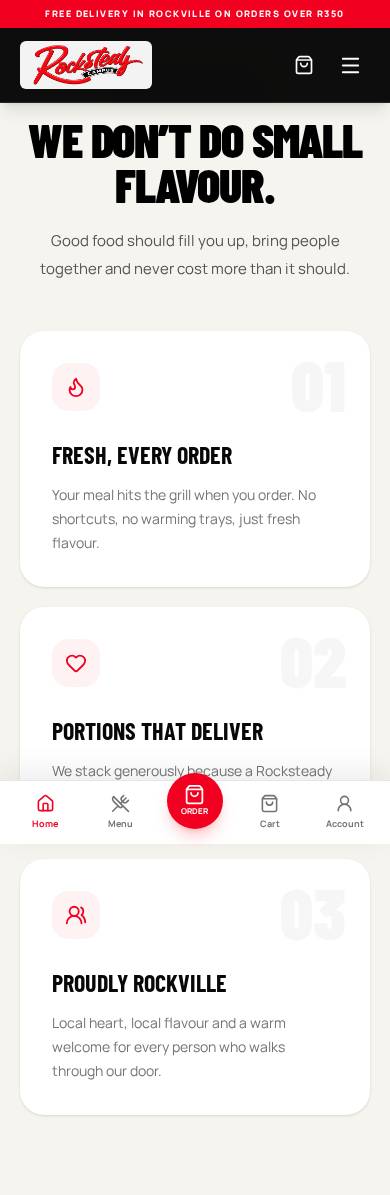 FREE DELIVERY IN ROCKVILLE ON ORDERS OVER R350
Rocksteady
WE DON'T DO SMALL
FLAVOUR.
Good food should fill you up, bring people
together and never cost more than it should.
01
FRESH, EVERY ORDER
Your meal hits the grill when you order. No
shortcuts, no warming trays, just fresh
flavour.
02
PORTIONS THAT DELIVER
We stack generously because a Rocksteady
Home
Menu
ORDER
Cart
Account
03
PROUDLY ROCKVILLE
Local heart, local flavour and a warm
welcome for every person who walks
through our door.